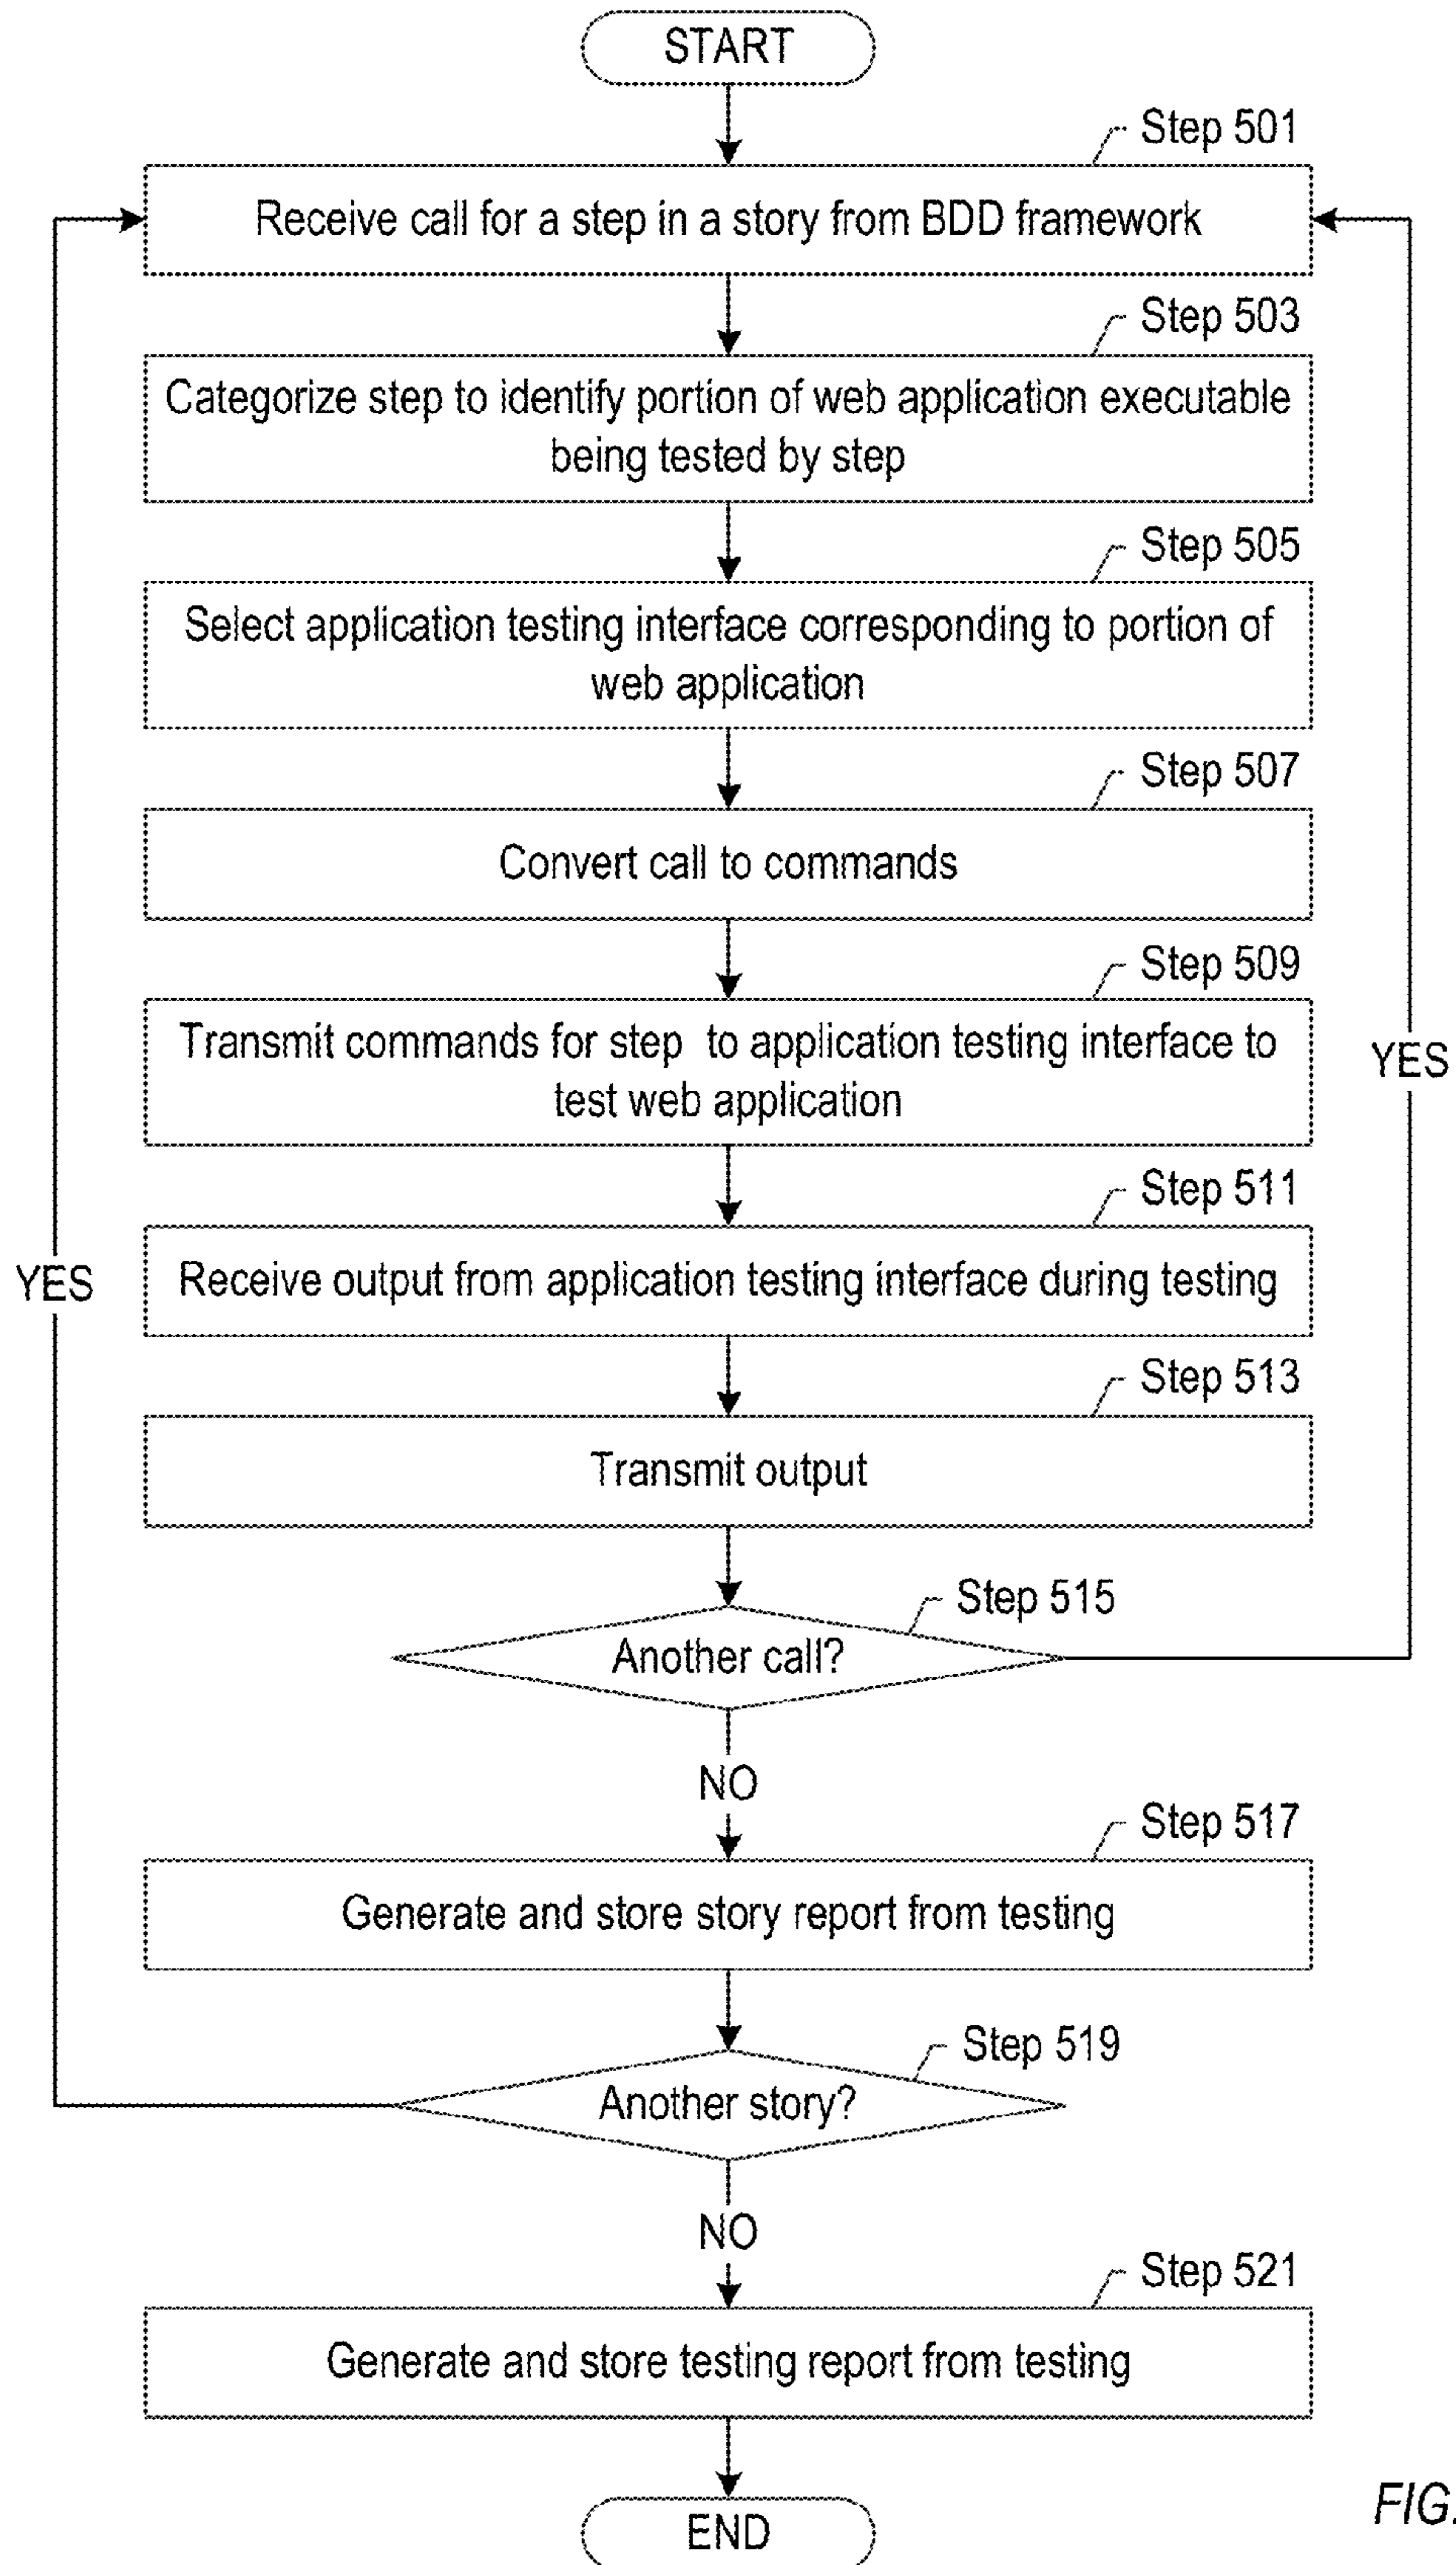 START
Step 501
Receive call for a step in a story from BDD framework
Step 503
Categorize step to identify portion of web application executable
being tested by step
Step 505
Select application testing interface corresponding to portion of
web application
Step 507
Convert call to commands
Step 509
Transmit commands for step to application testing interface to
test web application
YES
Step 511
Receive output from application testing interface during testing
YES
Step 513
Transmit output
Step 515
Another call?
NO
Step 517
Generate and store story report from testing
Step 519
Another story?
NO
Step 521
Generate and store testing report from testing
END
FIG.